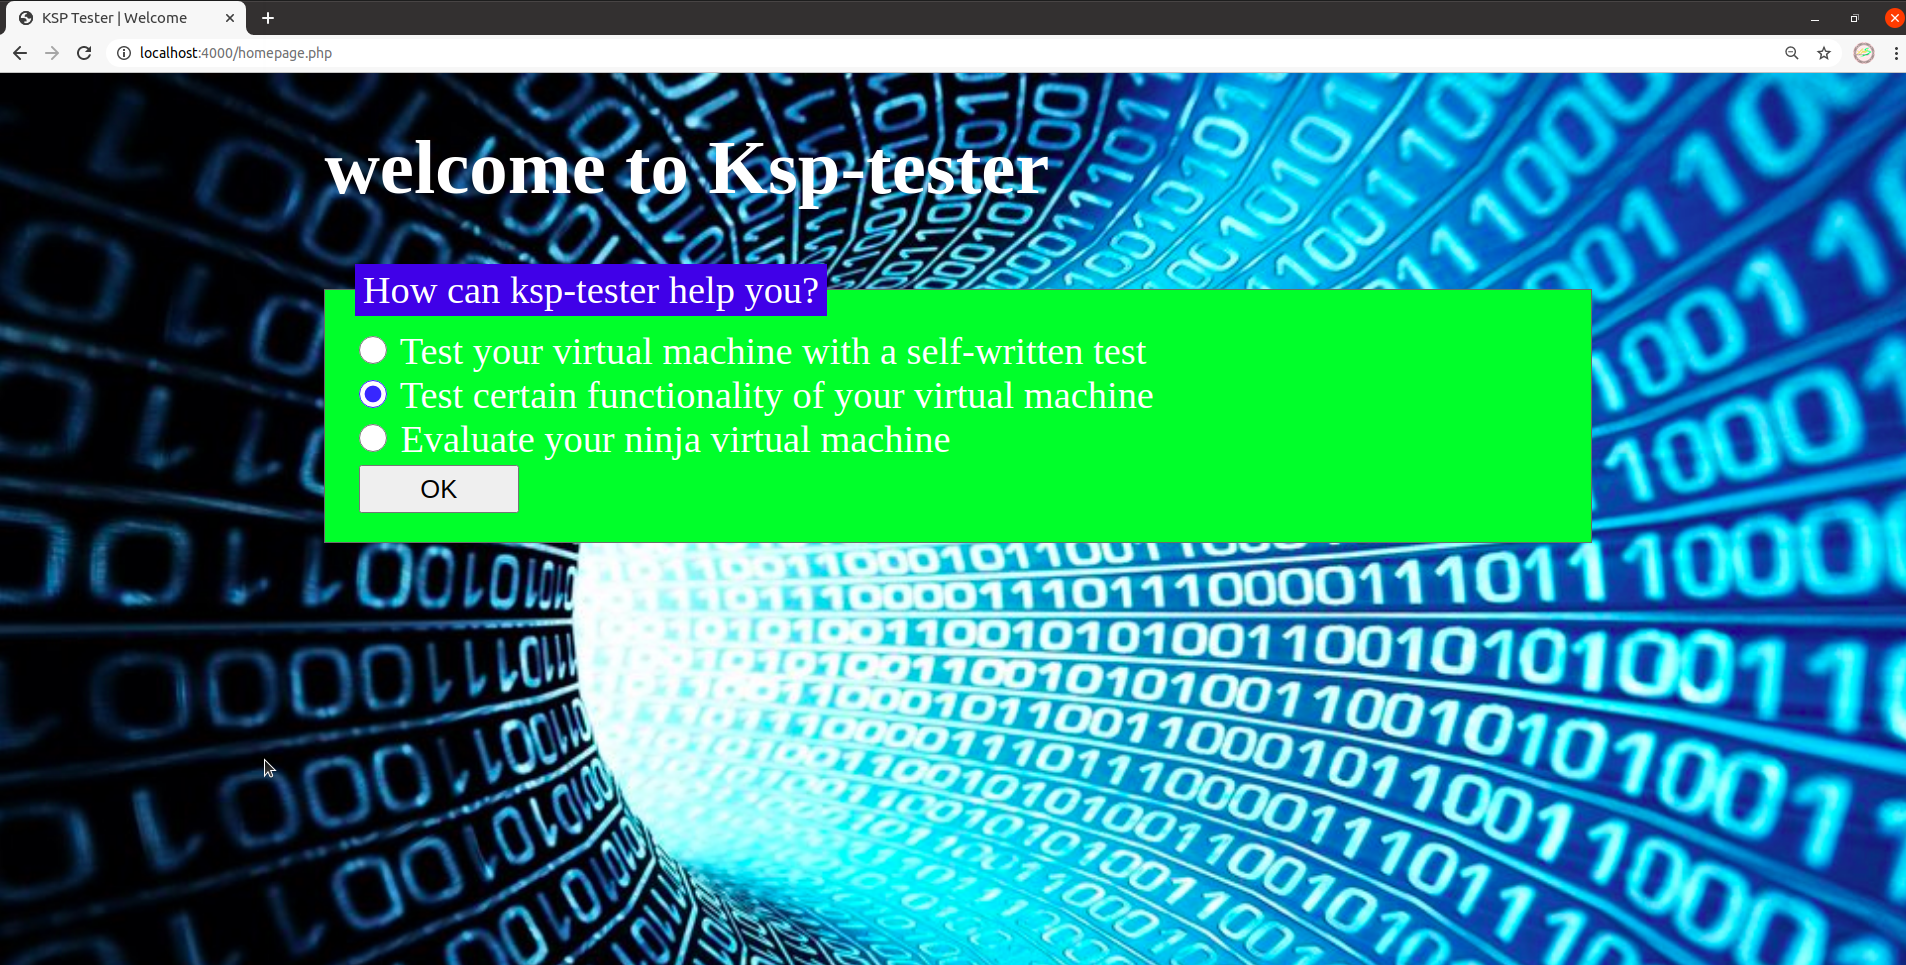 KSP Tester | Welcome
localhost:4000/homepage.php
welcome to Ksp-tester
How can ksp-tester help you?
Test your virtual machine with a self-written test
Test certain functionality of your virtual machine
Evaluate your ninja virtual machine
OK